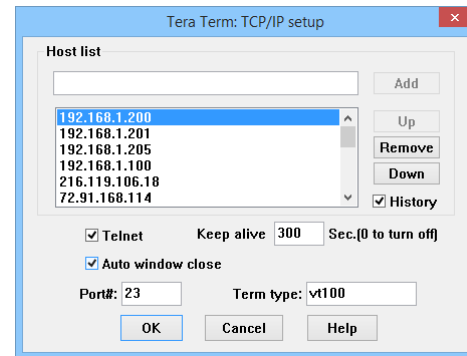 Tera Term: TCP/IP setup
Host list
Add
192.168.1.200
192.168.1.201
192.168.1.205
192.168.1.100
216.119.106.18
72.91.168.114
Up
Remove
Down
History
Telnet
Keep alive 300 Sec.(0 to turn off)
Auto window close
Port#: 23
Term type: vt100
OK Cancel Help